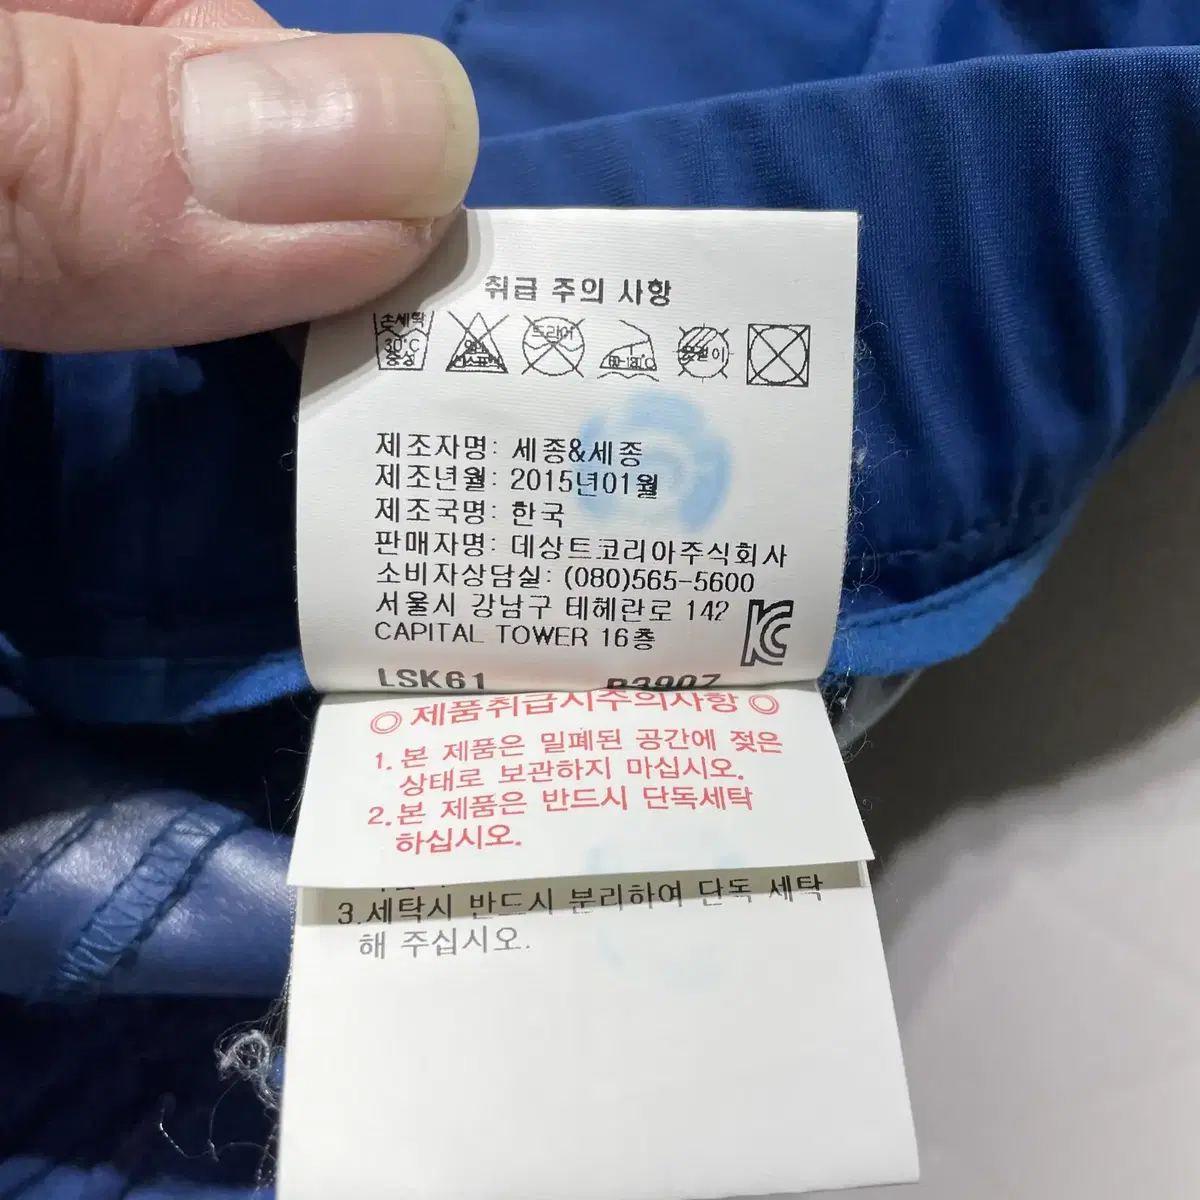 취급 주의 사항
손세탁 30℃ 중성 드라이
제조자명: 세종&세종
제조년월: 2015년01월
제조국명: 한국
판매자명: 데상트코리아주식회사
소비자상담실: (080)565-5600
서울시 강남구 테헤란로 142
CAPITAL TOWER 16층
LSK61
◎ 제품취급시주의사항 ◎
1. 본 제품은 밀폐된 공간에 젖은
상태로 보관하지 마십시오.
2. 본 제품은 반드시 단독세탁
하십시오.
3.세탁시 반드시 분리하여 단독 세탁
해 주십시오.